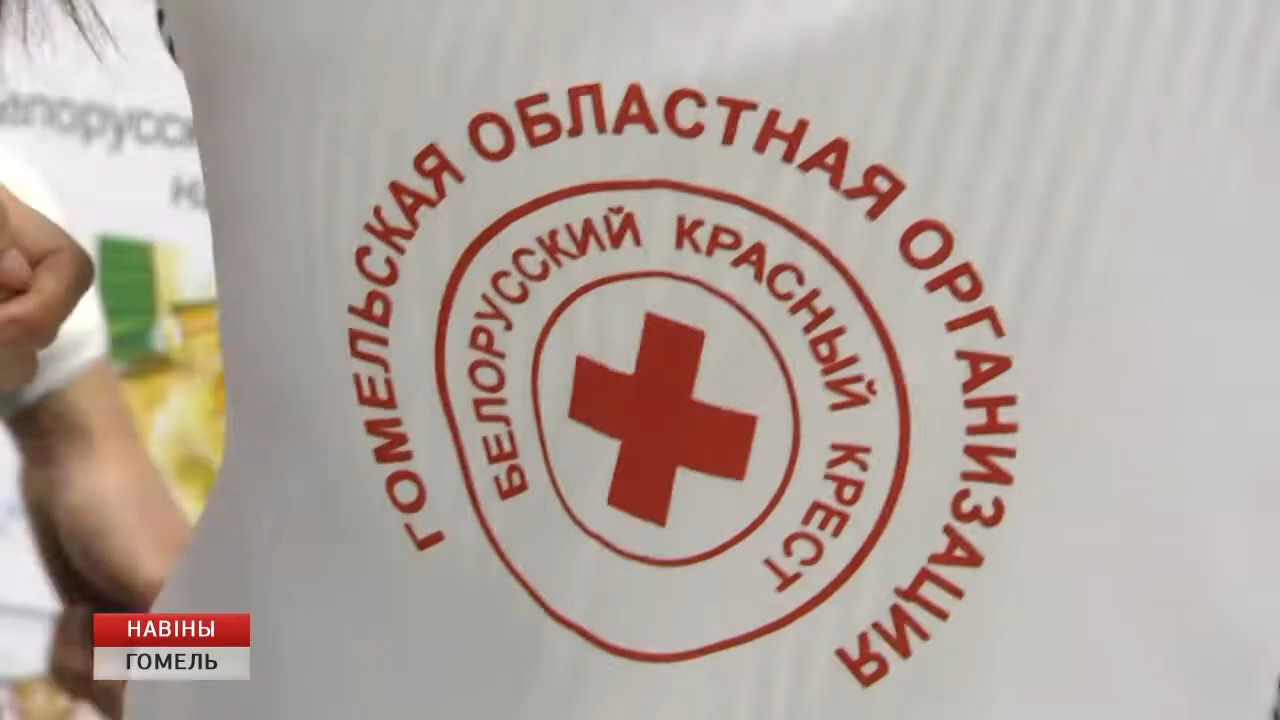 ГОМЕЛЬСКАЯ ОБЛАСТНАЯ ОРГАНИЗАЦИЯ
БЕЛОРУССКИЙ КРАСНЫЙ КРЕСТ
НАВІНЫ
ГОМЕЛЬ